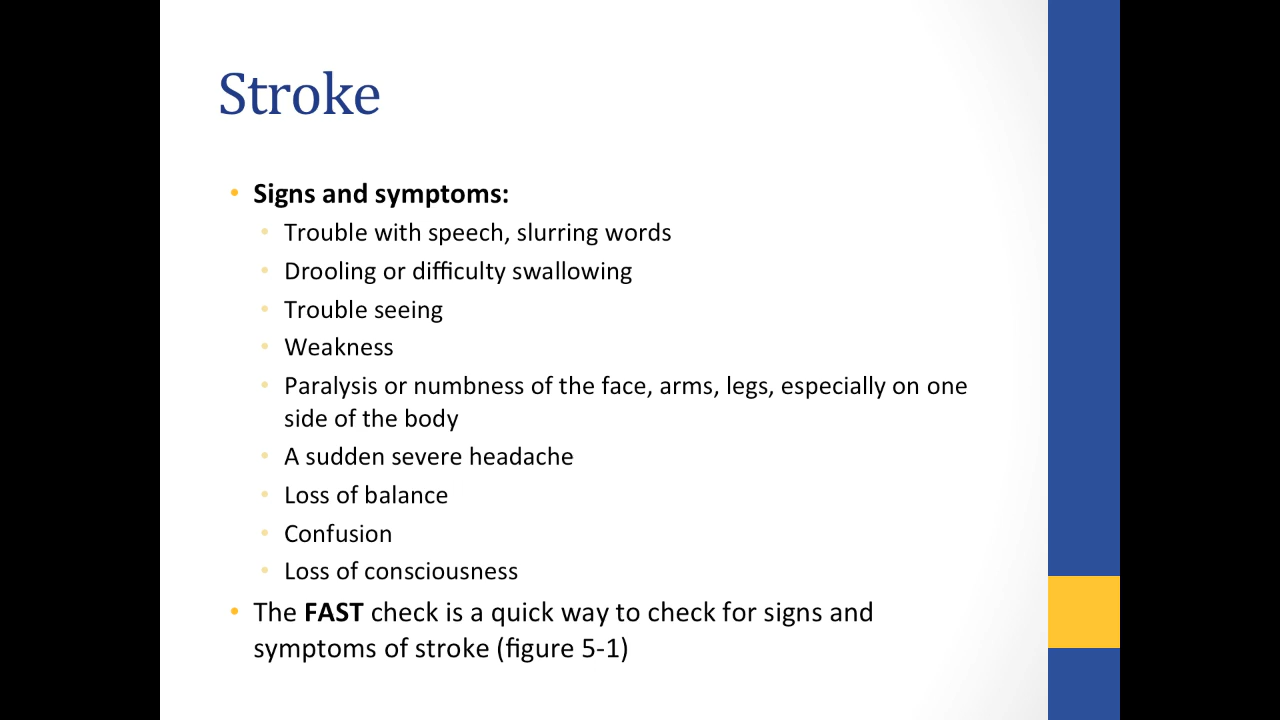 Stroke
• Signs and symptoms:
• Trouble with speech, slurring words
• Drooling or difficulty swallowing
• Trouble seeing
• Weakness
• Paralysis or numbness of the face, arms, legs, especially on one
side of the body
• A sudden severe headache
• Loss of balance
• Confusion
• Loss of consciousness
• The FAST check is a quick way to check for signs and
symptoms of stroke (figure 5-1)